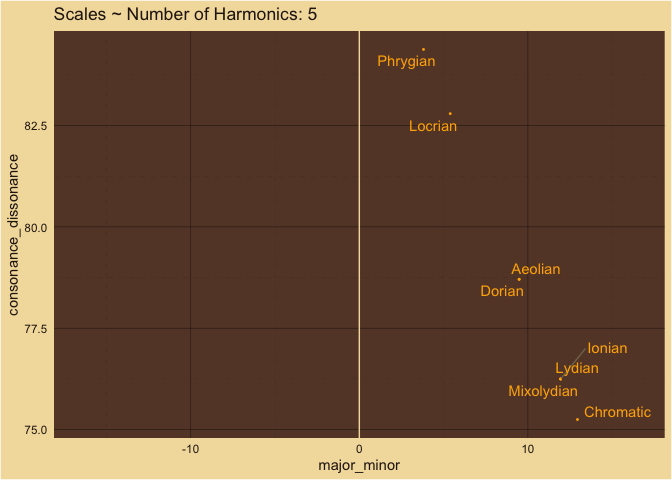 Scales ~ Number of Harmonics: 5
Phrygian
82.5
Locrian
80.0
consonance_dissonance
Aeolian
Dorian
77.5
Ionian
Lydian
Mixolydian
Chromatic
75.0
-10
0
10
major_minor